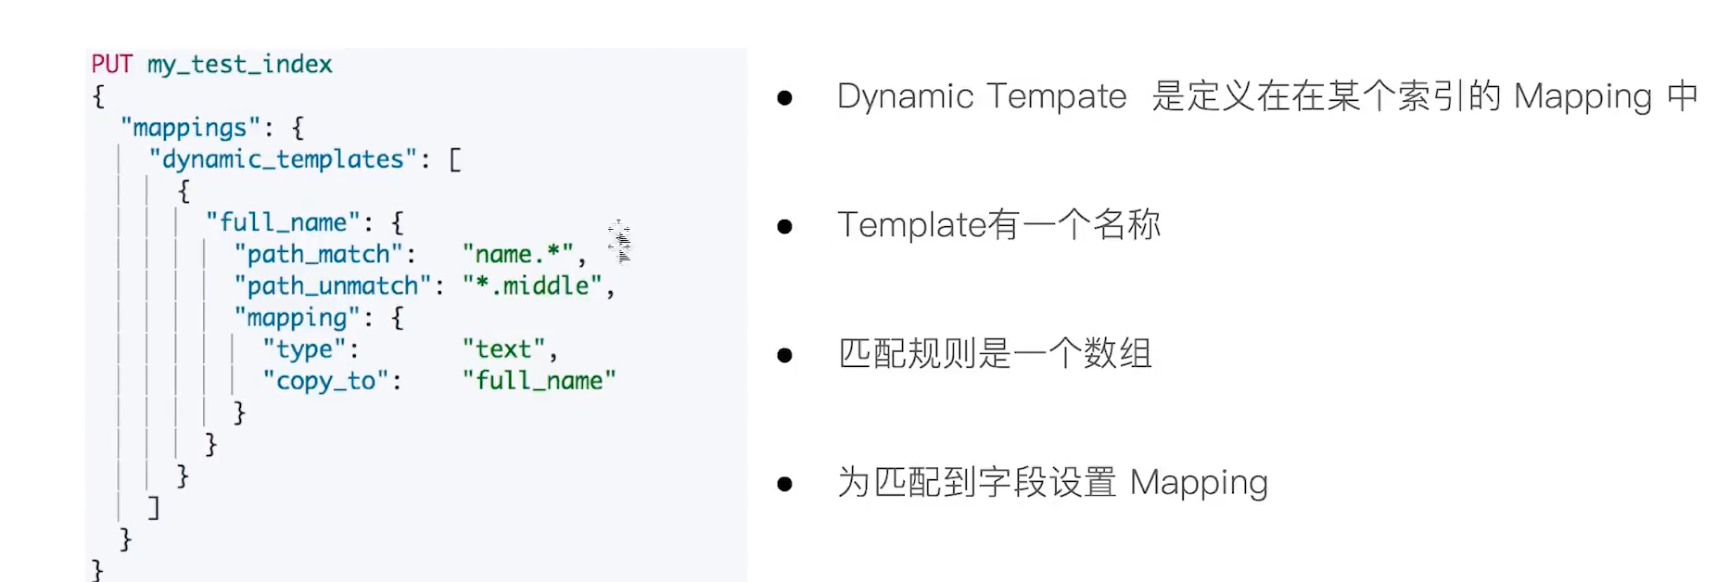 PUT my_test_index
{
"mappings": {
"dynamic_templates": [
{
"full_name": {
"path_match": "name.*",
"path_unmatch": "*.middle",
"mapping": {
"type": "text",
"copy_to": "full_name"
}
}
}
]
}
}
Dynamic Tempate 是定义在在某个索引的 Mapping 中
Template有一个名称
匹配规则是一个数组
为匹配到字段设置 Mapping